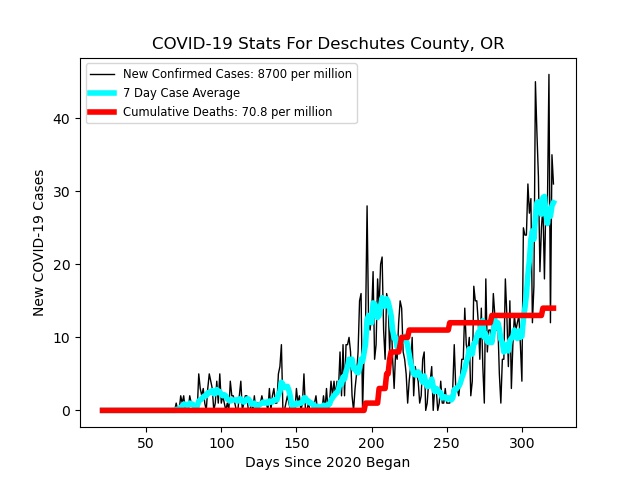 COVID-19 Stats For Deschutes County, OR
New Confirmed Cases: 8700 per million
7 Day Case Average
Cumulative Deaths: 70.8 per million
New COVID-19 Cases
40
30
20
10
0
50 100 150 200 250 300
Days Since 2020 Began